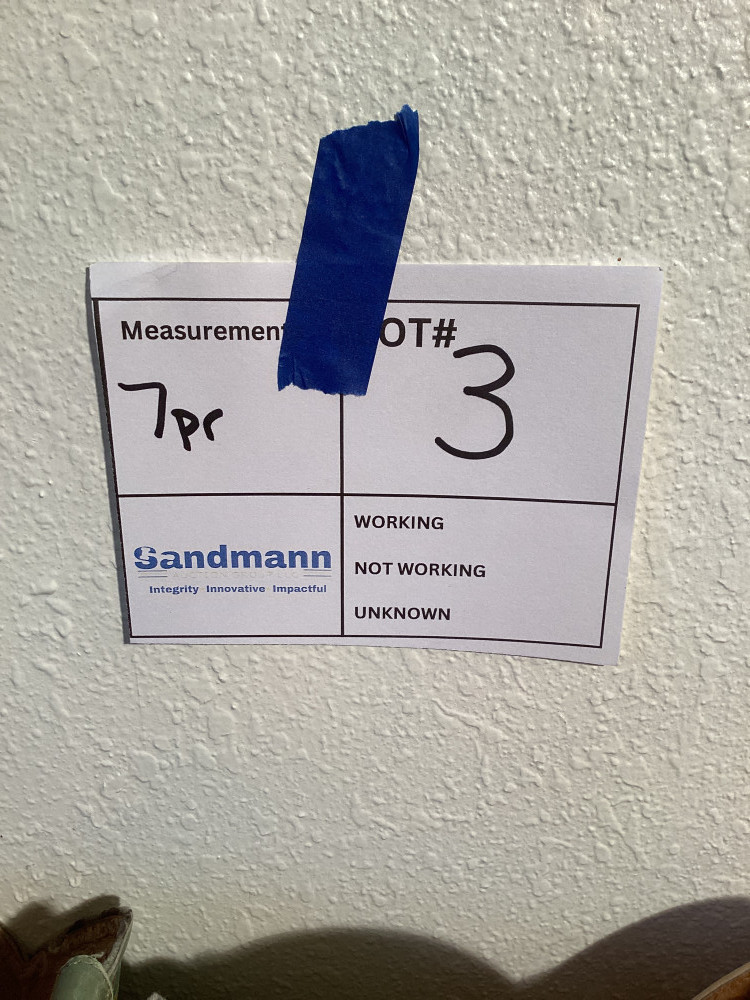 Measuremen
OT#
7pr
3
Sandmann
Integrity Innovative Impactful
WORKING
NOT WORKING
UNKNOWN